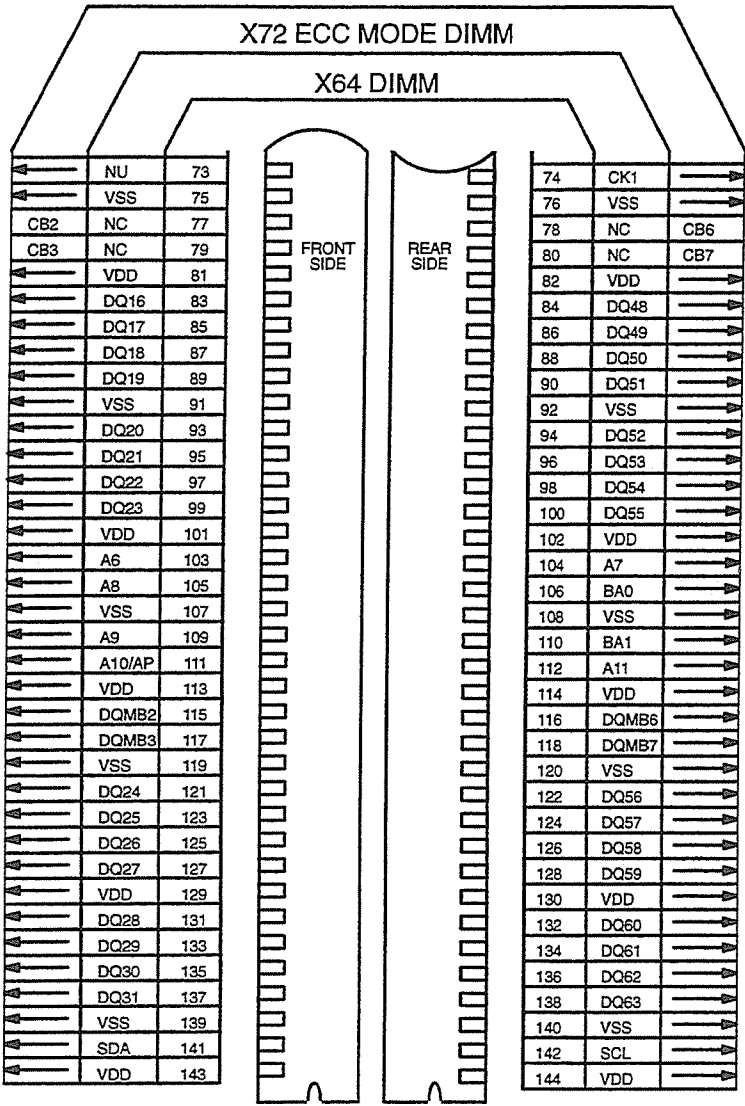 X72 ECC MODE DIMM
X64 DIMM
FRONT
SIDE
REAR
SIDE
NU 73 74 CK1
VSS 75 76 VSS
CB2 NC 77 78 NC CB6
CB3 NC 79 80 NC CB7
VDD 81 82 VDD
DQ16 83 84 DQ48
DQ17 85 86 DQ49
DQ18 87 88 DQ50
DQ19 89 90 DQ51
VSS 91 92 VSS
DQ20 93 94 DQ52
DQ21 95 96 DQ53
DQ22 97 98 DQ54
DQ23 99 100 DQ55
VDD 101 102 VDD
A6 103 104 A7
A8 105 106 BA0
VSS 107 108 VSS
A9 109 110 BA1
A10/AP 111 112 A11
VDD 113 114 VDD
DQMB2 115 116 DQMB6
DQMB3 117 118 DQMB7
VSS 119 120 VSS
DQ24 121 122 DQ56
DQ25 123 124 DQ57
DQ26 125 126 DQ58
DQ27 127 128 DQ59
VDD 129 130 VDD
DQ28 131 132 DQ60
DQ29 133 134 DQ61
DQ30 135 136 DQ62
DQ31 137 138 DQ63
VSS 139 140 VSS
SDA 141 142 SCL
VDD 143 144 VDD